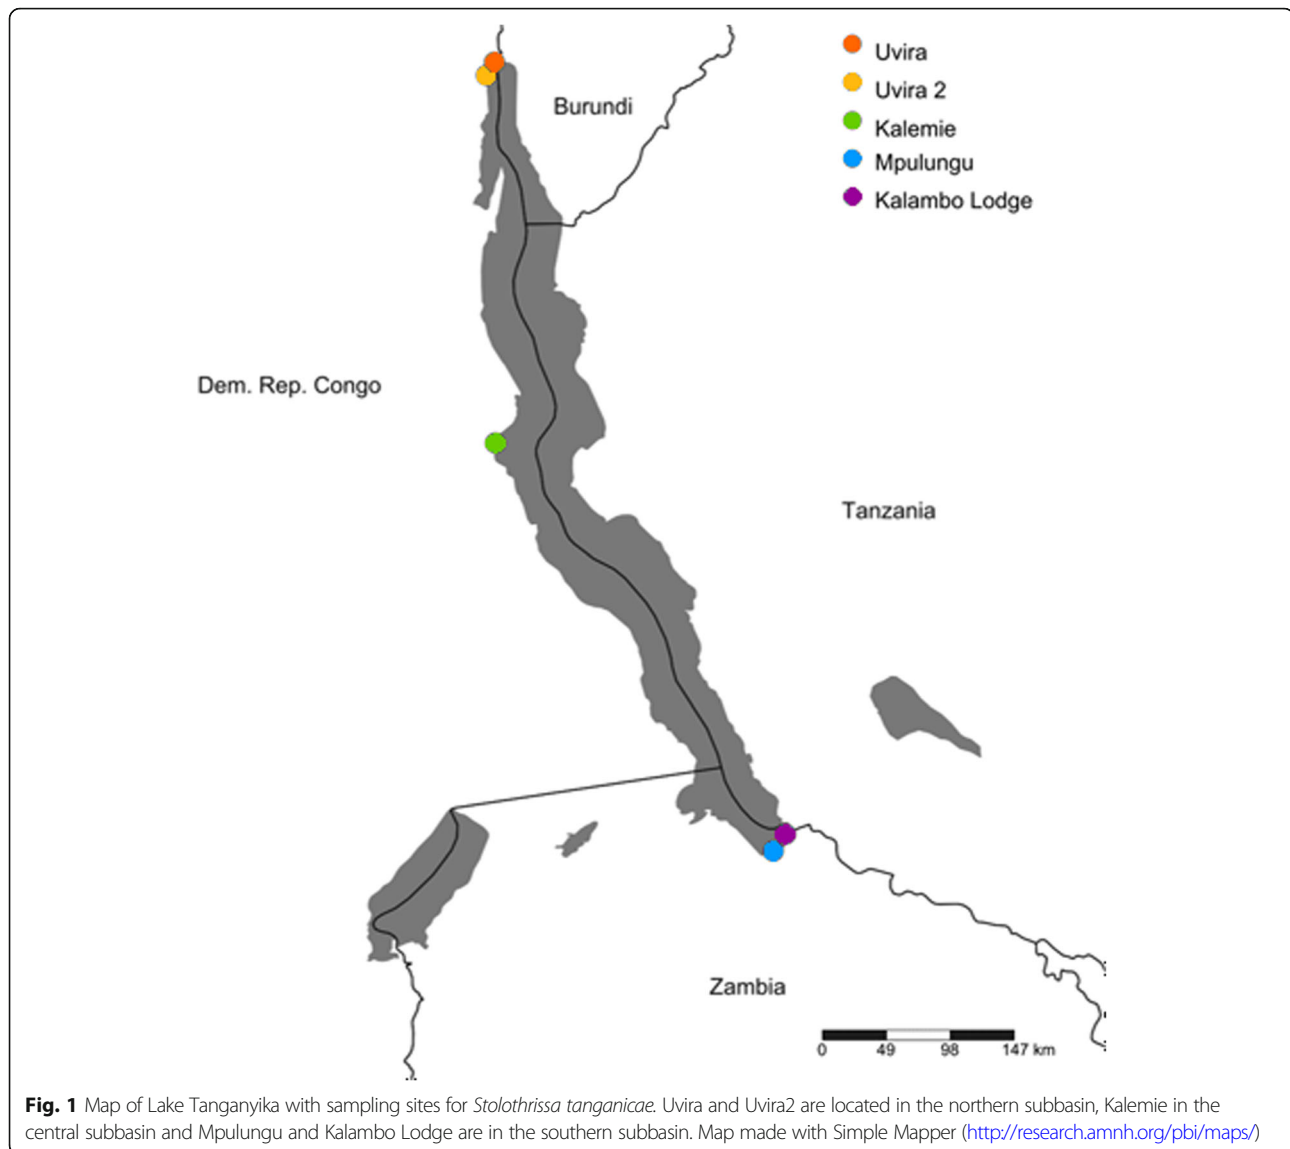 Uvira
Uvira 2
Kalemie
Mpulungu
Kalambo Lodge
Burundi
Dem. Rep. Congo
Tanzania
Zambia
0 49 98 147 km
Fig. 1 Map of Lake Tanganyika with sampling sites for Stolothrissa tanganicae. Uvira and Uvira2 are located in the northern subbasin, Kalemie in the
central subbasin and Mpulungu and Kalambo Lodge are in the southern subbasin. Map made with Simple Mapper (http://research.amnh.org/pbi/maps/)